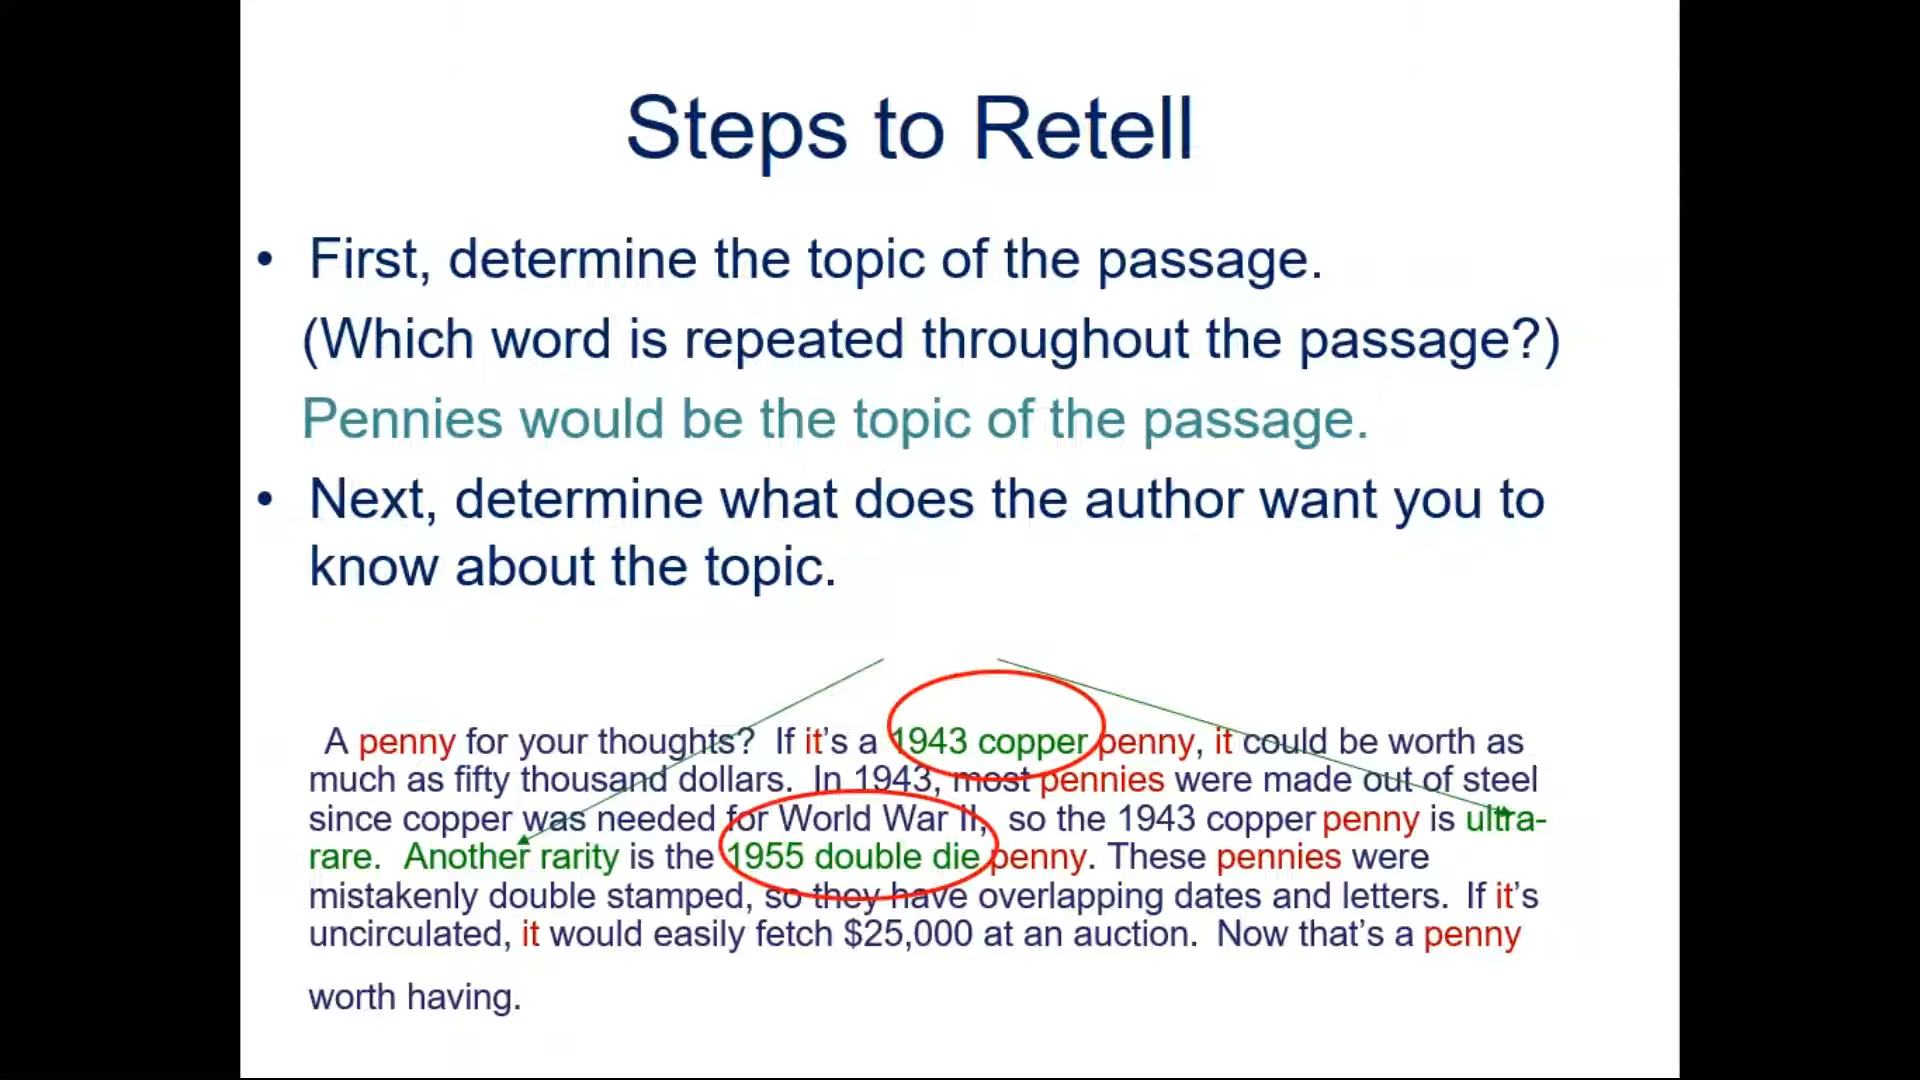 Steps to Retell
• First, determine the topic of the passage.
(Which word is repeated throughout the passage?)
Pennies would be the topic of the passage.
• Next, determine what does the author want you to
know about the topic.
A penny for your thoughts? If it's a 1943 copper penny, it could be worth as
much as fifty thousand dollars. In 1943, most pennies were made out of steel
since copper was needed for World War II, so the 1943 copper penny is ultra-
rare. Another rarity is the 1955 double die penny. These pennies were
mistakenly double stamped, so they have overlapping dates and letters. If it's
uncirculated, it would easily fetch $25,000 at an auction. Now that's a penny
worth having.